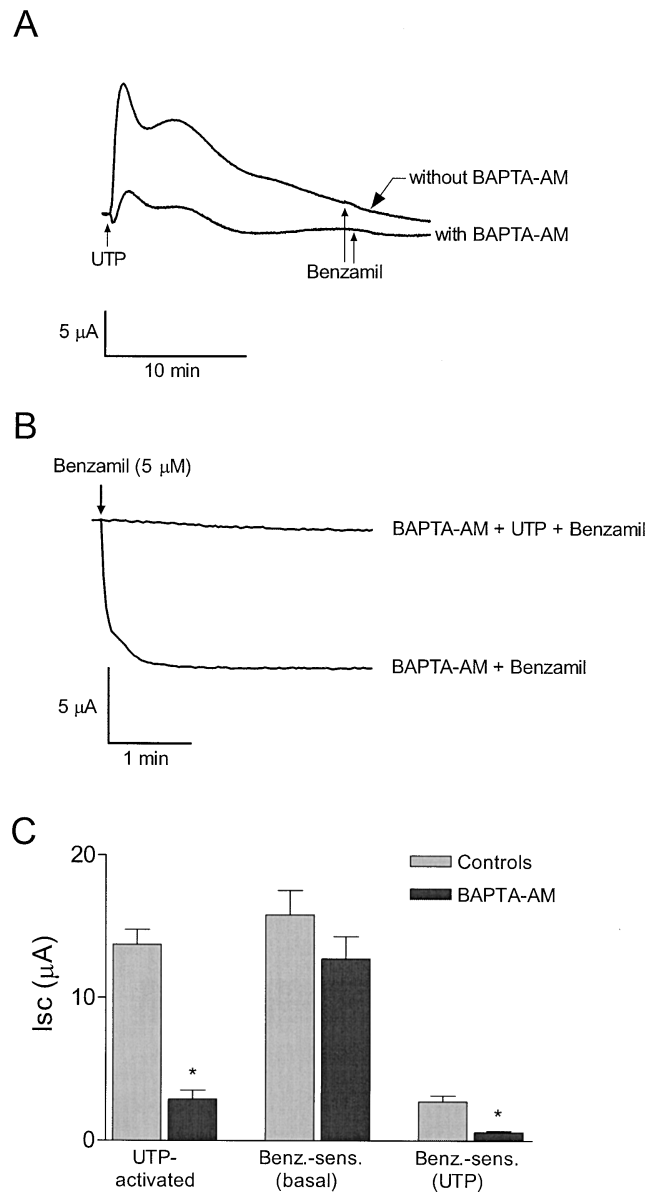 A
without BAPTA-AM
with BAPTA-AM
UTP
Benzamil
5 μA
10 min
B
Benzamil (5 μM)
BAPTA-AM + UTP + Benzamil
BAPTA-AM + Benzamil
5 μA
1 min
C
Controls
BAPTA-AM
Isc (μA)
20
10
0
*
*
UTP-
activated
Benz.-sens.
(basal)
Benz.-sens.
(UTP)